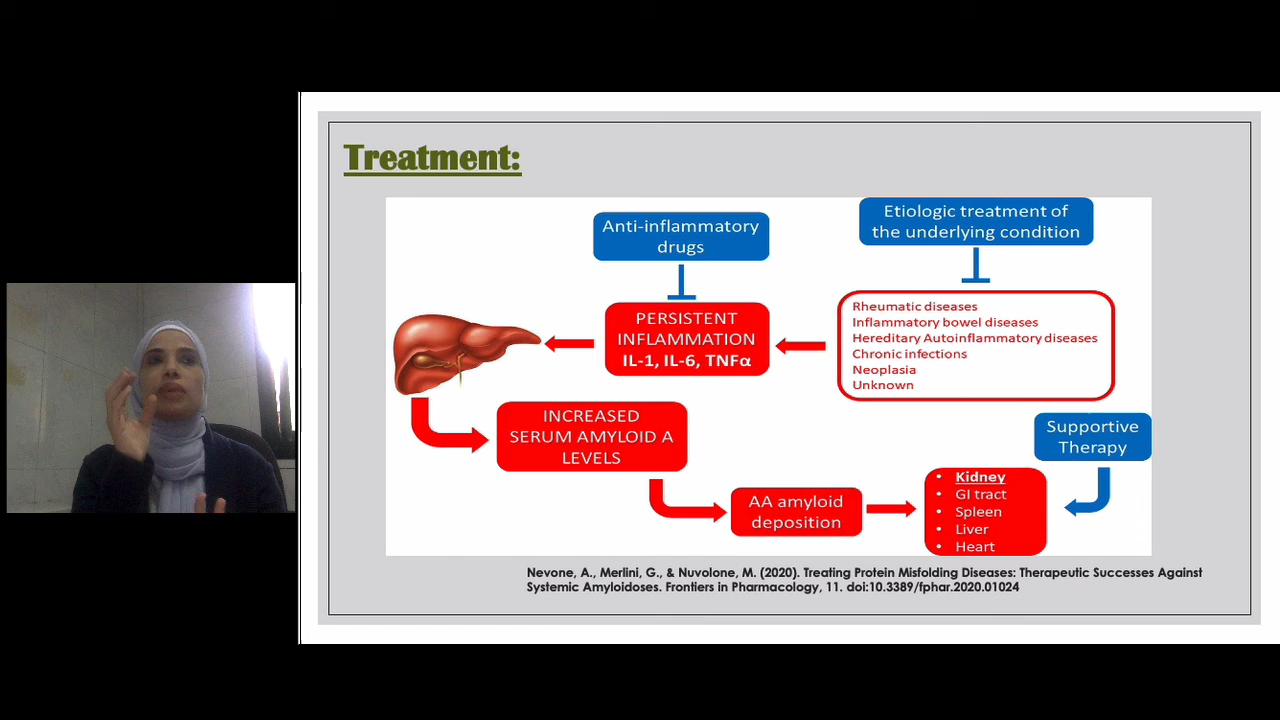 Treatment:
Anti-inflammatory
drugs
Etiologic treatment of
the underlying condition
PERSISTENT
INFLAMMATION
IL-1, IL-6, TNFα
Rheumatic diseases
Inflammatory bowel diseases
Hereditary Autoinflammatory diseases
Chronic infections
Neoplasia
Unknown
INCREASED
SERUM AMYLOID A
LEVELS
Supportive
Therapy
AA amyloid
deposition
• Kidney
• GI tract
• Spleen
• Liver
• Heart
Nevone, A., Merlini, G., & Nuvolone, M. (2020). Treating Protein Misfolding Diseases: Therapeutic Successes Against
Systemic Amyloidoses. Frontiers in Pharmacology, 11. doi:10.3389/fphar.2020.01024